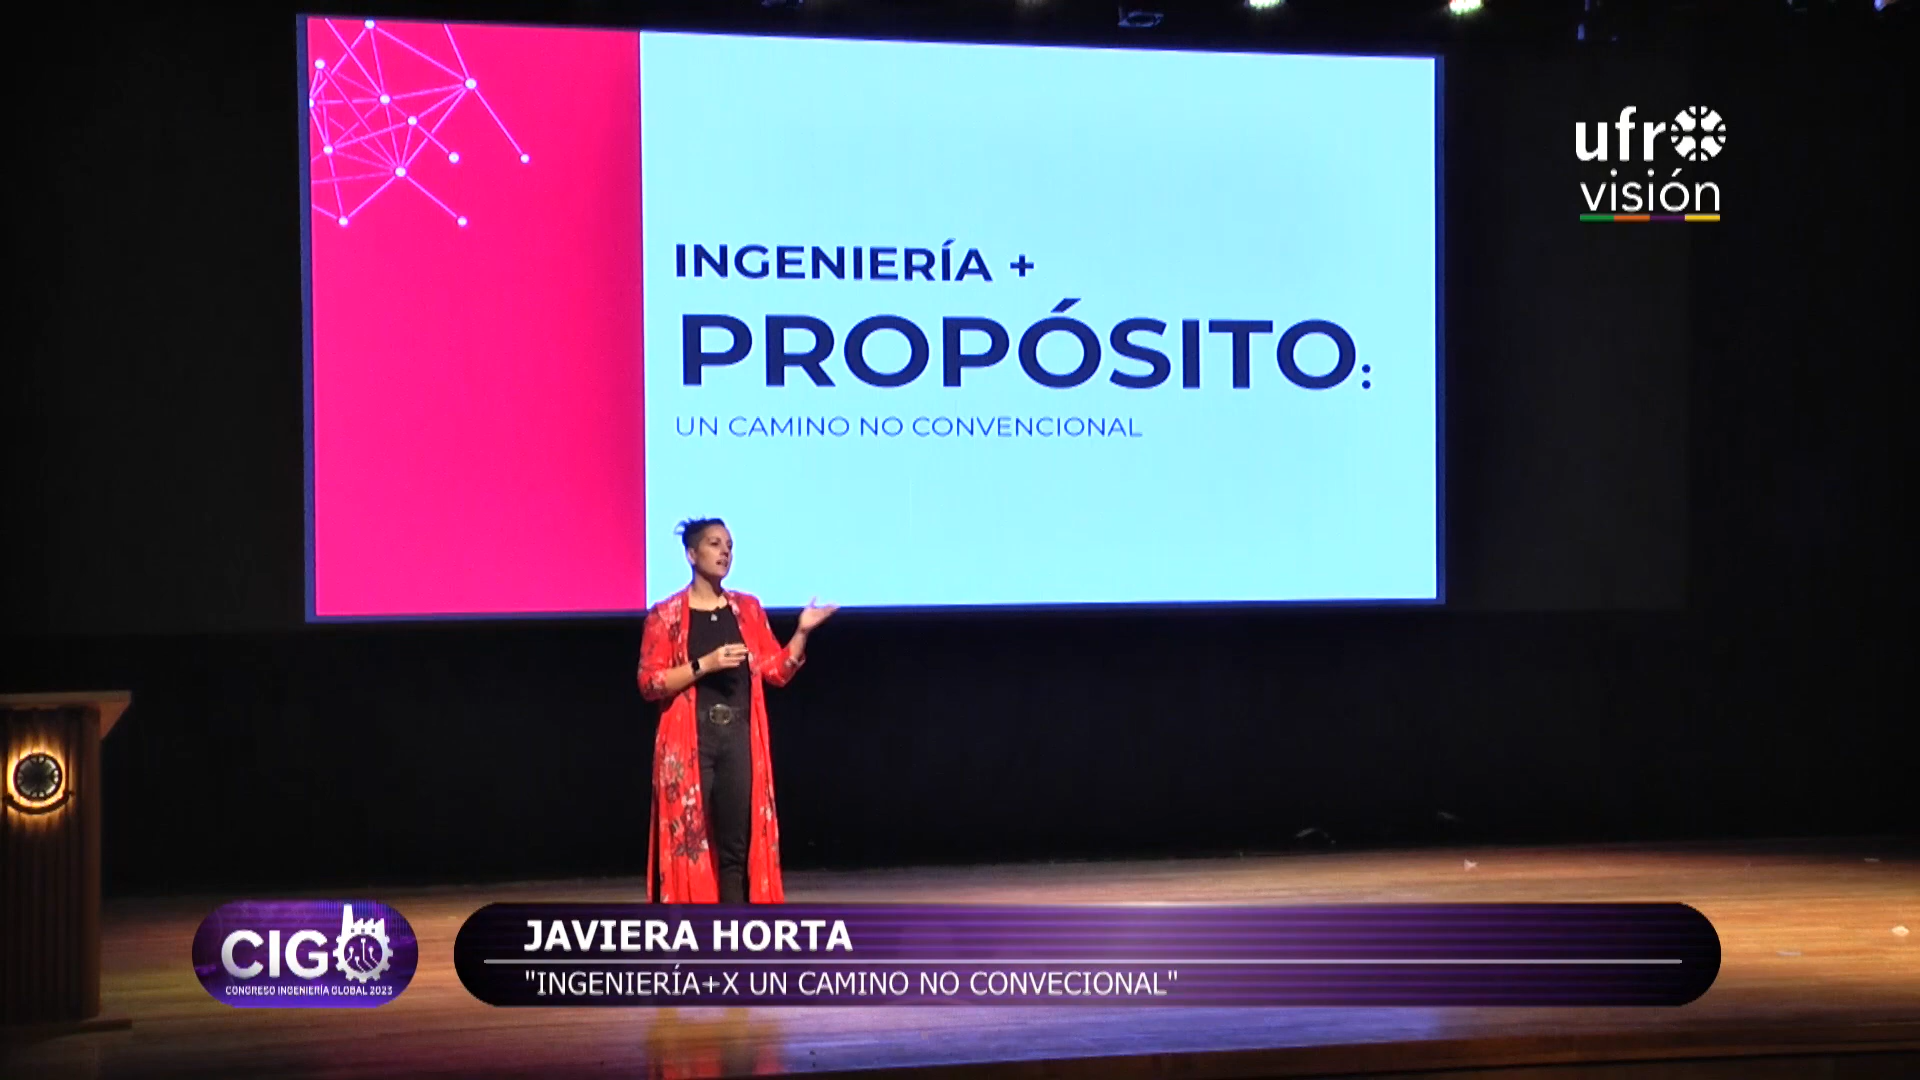 INGENIERÍA +
PROPÓSITO:
UN CAMINO NO CONVENCIONAL
ufro
visión
CIGO
CONGRESO INGENIERÍA GLOBAL 2023
JAVIERA HORTA
"INGENIERÍA+X UN CAMINO NO CONVECIONAL"